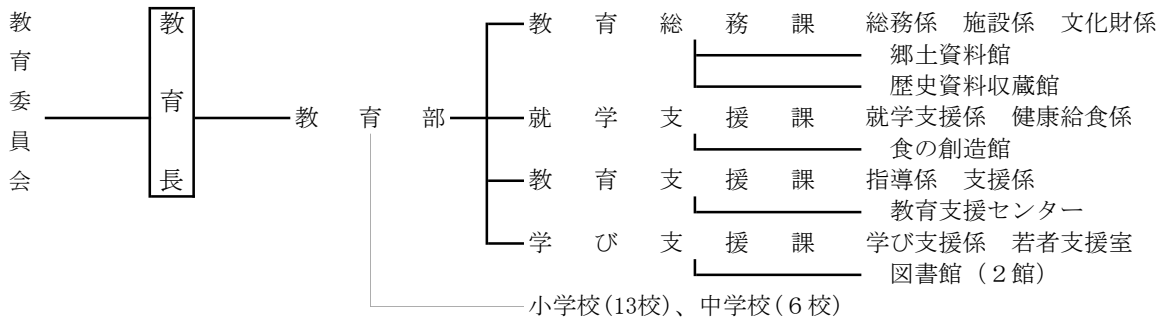 教育委員会
教育長
教育部
教育総務課　総務係　施設係　文化財係
郷土資料館
歴史資料収蔵館
就学支援課　就学支援係　健康給食係
食の創造館
教育支援課　指導係　支援係
教育支援センター
学び支援課　学び支援係　若者支援室
図書館（２館）
小学校(13校)、中学校(６校)